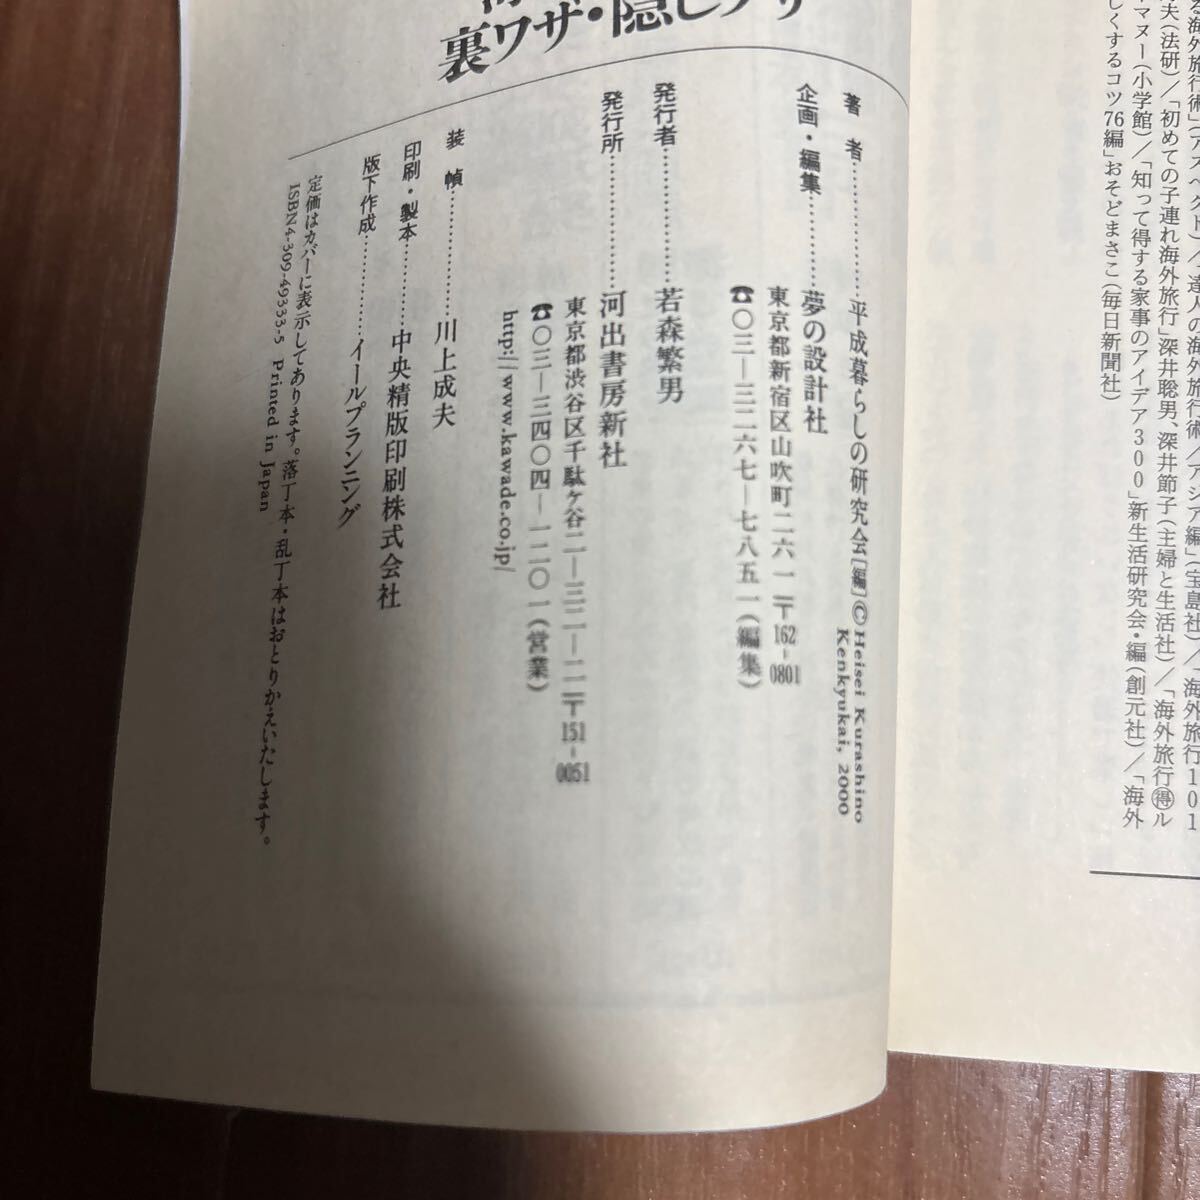 る海外旅行術」(アスペクト)／「達人の海外旅行術／アジア編」(宝島社)／「海外旅行101
夫(法研)／「初めての子連れ海外旅行」深井聡男、深井節子(主婦と生活社)／「海外旅行㊝ル
マヌー(小学館)／「知って得する家事のアイデア300」新生活研究会・編(創元社)／「海外
しくするコツ76編」おそどまさこ(毎日新聞社)
裏ワザ・隠しワザ
著者……………平成暮らしの研究会[編]©Heisei Kurashino
Kenkyukai, 2000
企画・編集………夢の設計社
東京都新宿区山吹町二六一〒162-0801
☎〇三―三二六七―七八五一(編集)
発行者……………若森繁男
発行所……………河出書房新社
東京都渋谷区千駄ヶ谷二―三二―二〒151-0051
☎〇三―三四〇四―一二〇一(営業)
http://www.kawade.co.jp/
装幀……………川上成夫
印刷・製本………中央精版印刷株式会社
版下作成…………イールプランニング
定価はカバーに表示してあります。落丁本・乱丁本はおとりかえいたします。
ISBN4-309-49333-5 Printed in Japan